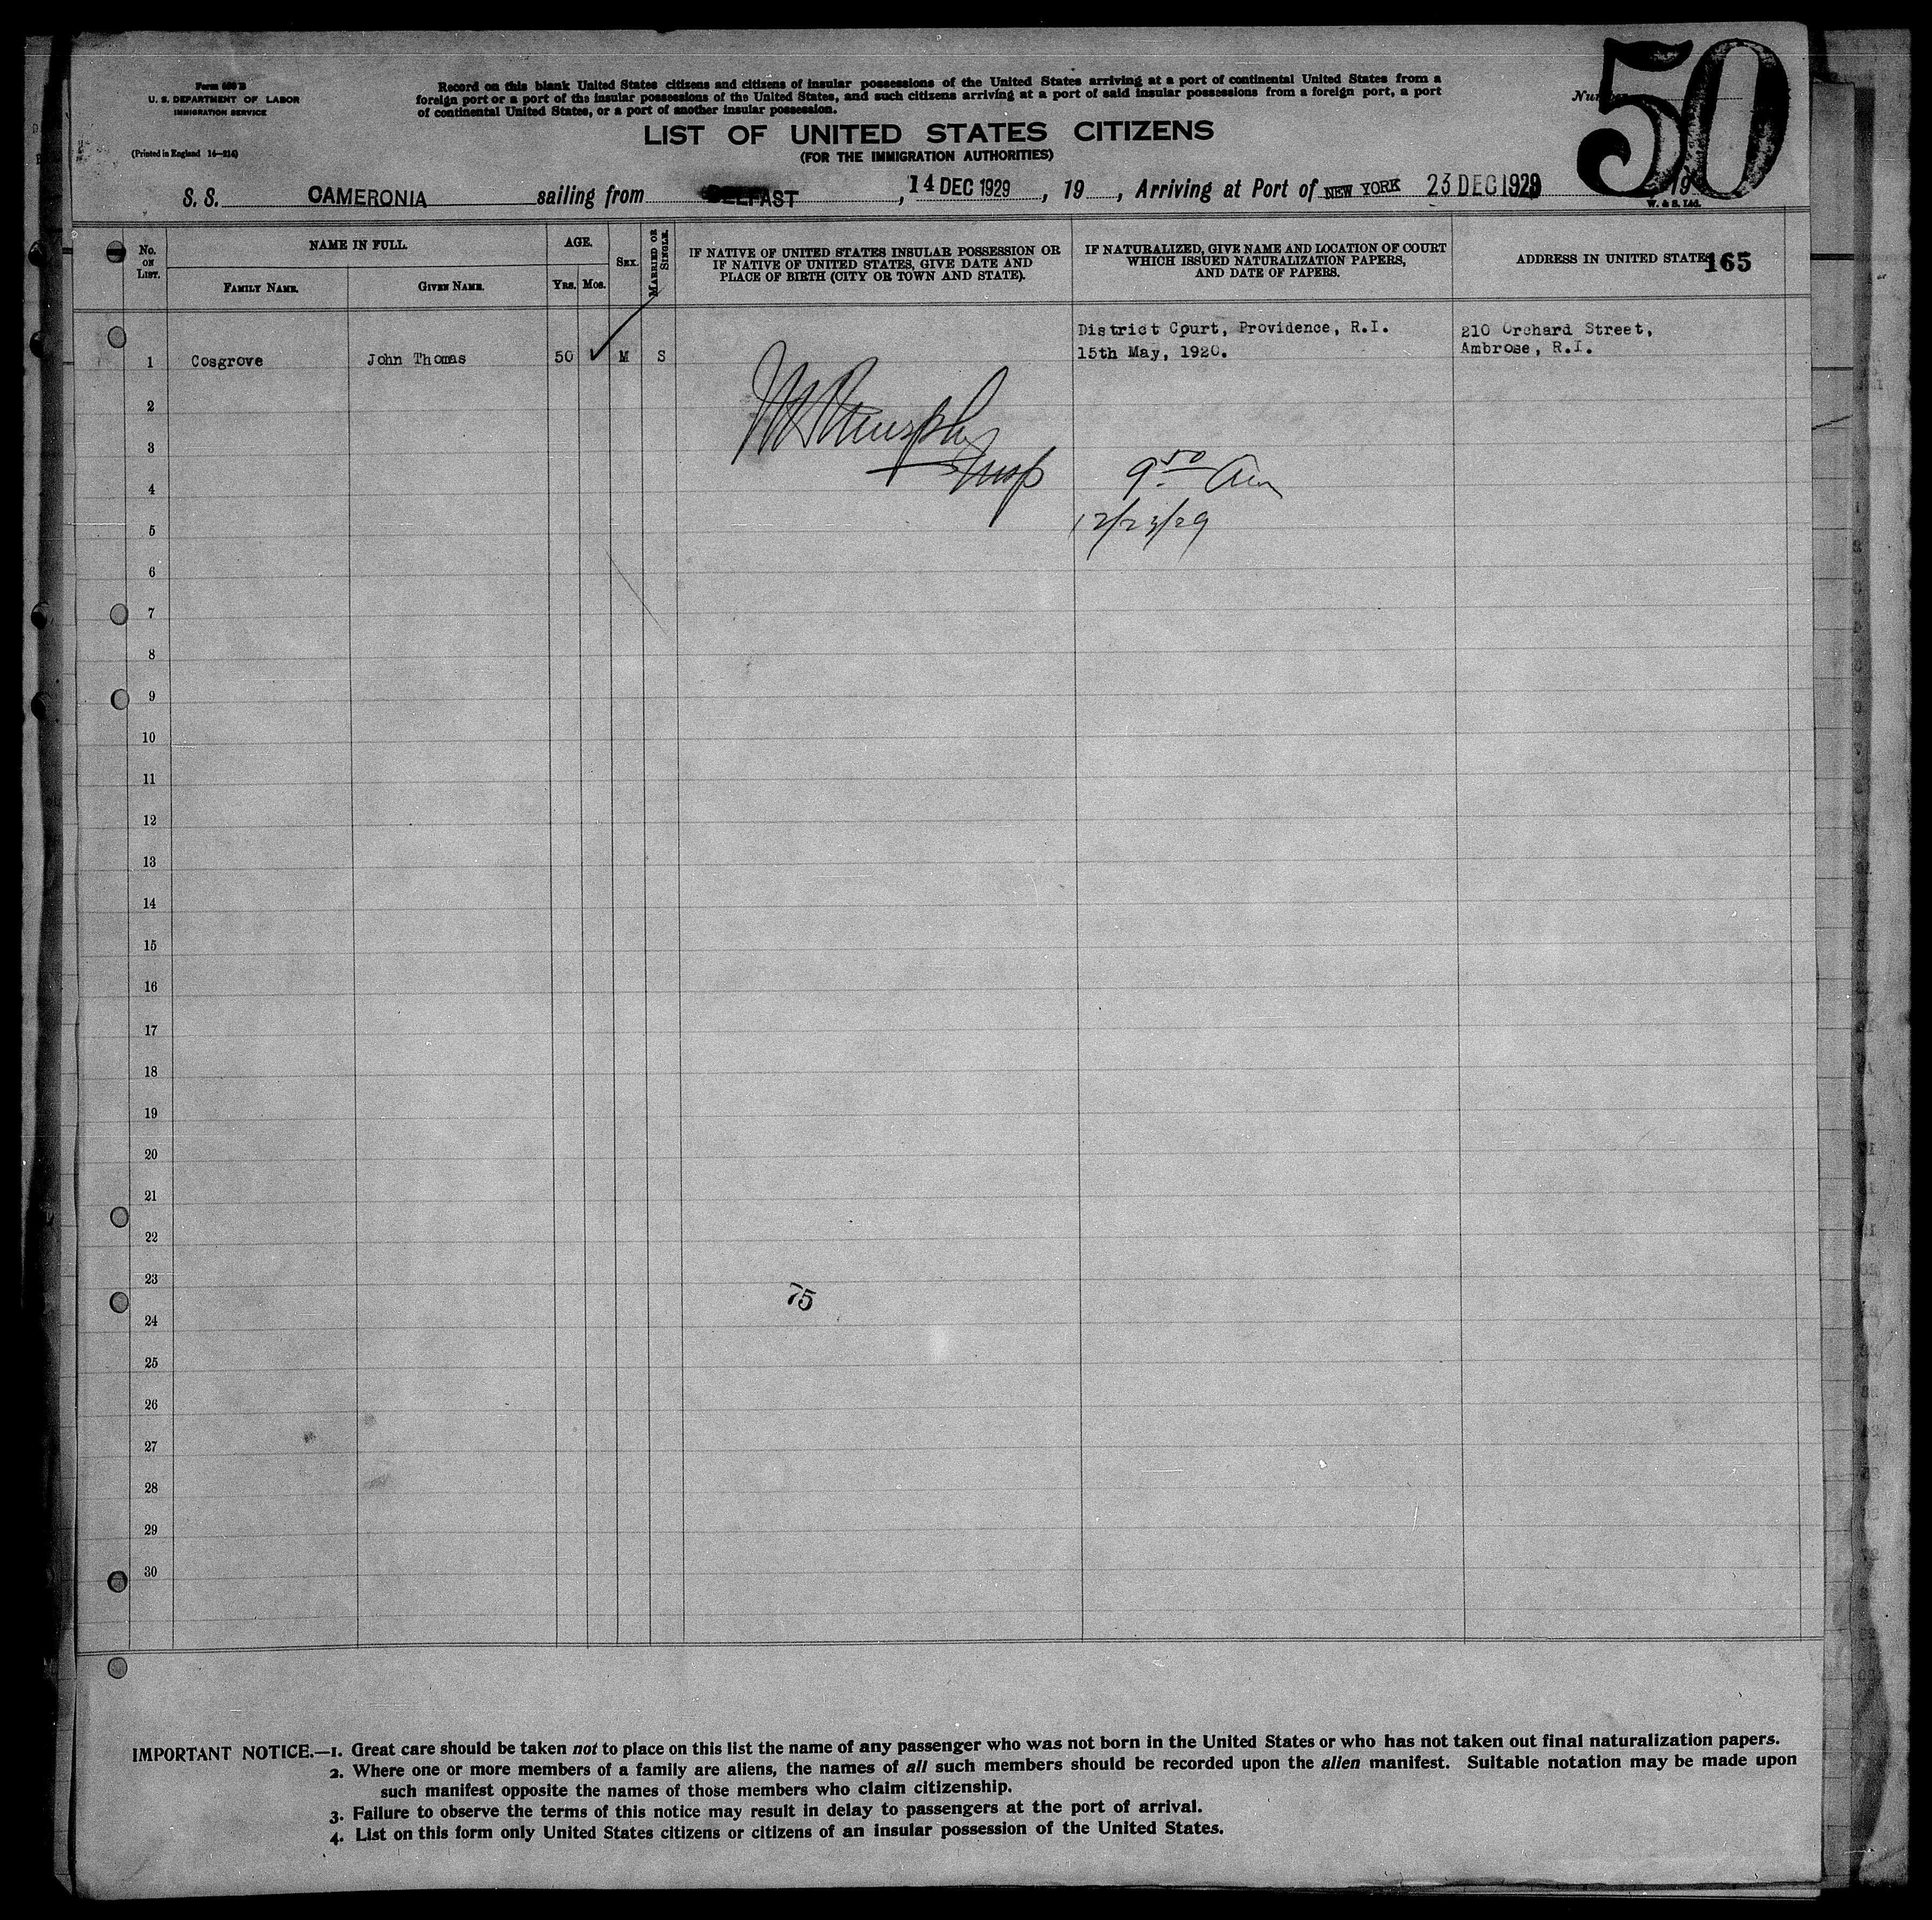 Form 630 B
U. S. DEPARTMENT OF LABOR
IMMIGRATION SERVICE
(Printed in England 14—214)
Record on this blank United States citizens and citizens of insular possessions of the United States arriving at a port of continental United States from a
foreign port or a port of the insular possessions of the United States, and such citizens arriving at a port of said insular possessions from a foreign port, a port
of continental United States, or a port of another insular possession.
LIST OF UNITED STATES CITIZENS
(FOR THE IMMIGRATION AUTHORITIES)
Number
50
S. S. CAMERONIA sailing from BELFAST, 14 DEC 1929, 19, Arriving at Port of NEW YORK 23 DEC 1929 19
W. & S. Ltd.
No. ON LIST.
NAME IN FULL.
FAMILY NAME.
GIVEN NAME.
AGE.
YRS. MOS.
SEX.
MARRIED OR SINGLE.
IF NATIVE OF UNITED STATES INSULAR POSSESSION OR
IF NATIVE OF UNITED STATES, GIVE DATE AND
PLACE OF BIRTH (CITY OR TOWN AND STATE).
IF NATURALIZED, GIVE NAME AND LOCATION OF COURT
WHICH ISSUED NATURALIZATION PAPERS,
AND DATE OF PAPERS.
ADDRESS IN UNITED STATES
165
District Court, Providence, R.I.
210 Orchard Street,
1 Cosgrove John Thomas 50 M S 15th May, 1920. Ambrose, R.I.
2
Murphy
3
Insp
9 50 Am
4
12/23/29
5
6
7
8
9
10
11
12
13
14
15
16
17
18
19
20
21
22
23
75
24
25
26
27
28
29
30
IMPORTANT NOTICE.—1. Great care should be taken not to place on this list the name of any passenger who was not born in the United States or who has not taken out final naturalization papers.
2. Where one or more members of a family are aliens, the names of all such members should be recorded upon the alien manifest. Suitable notation may be made upon
such manifest opposite the names of those members who claim citizenship.
3. Failure to observe the terms of this notice may result in delay to passengers at the port of arrival.
4. List on this form only United States citizens or citizens of an insular possession of the United States.